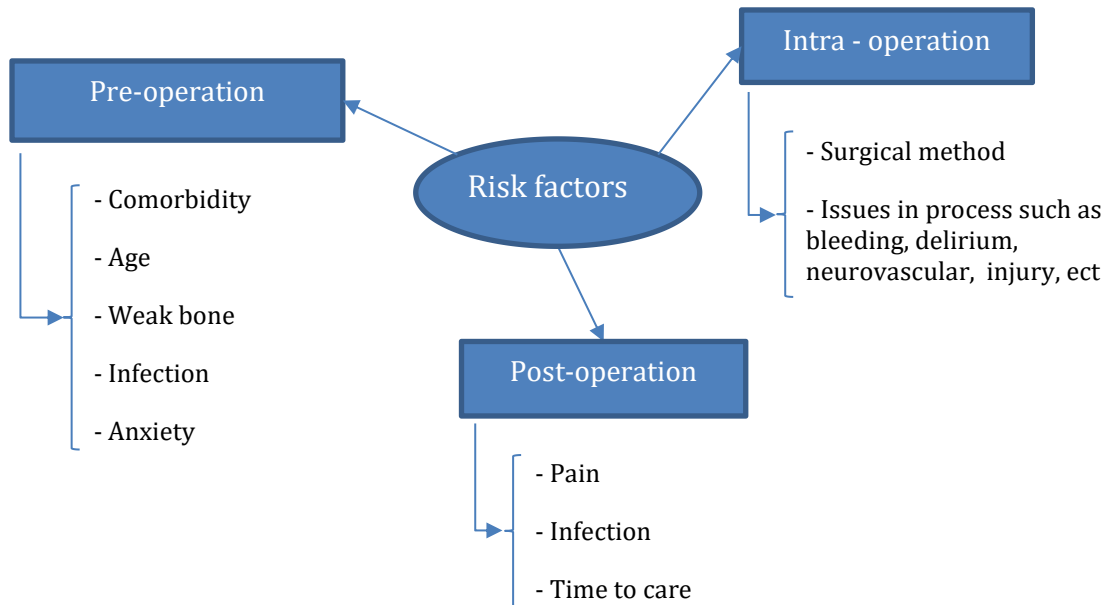 Risk factors
Pre-operation
- Comorbidity
- Age
- Weak bone
- Infection
- Anxiety
Intra - operation
- Surgical method
- Issues in process such as
bleeding, delirium,
neurovascular,  injury, ect
Post-operation
- Pain
- Infection
- Time to care